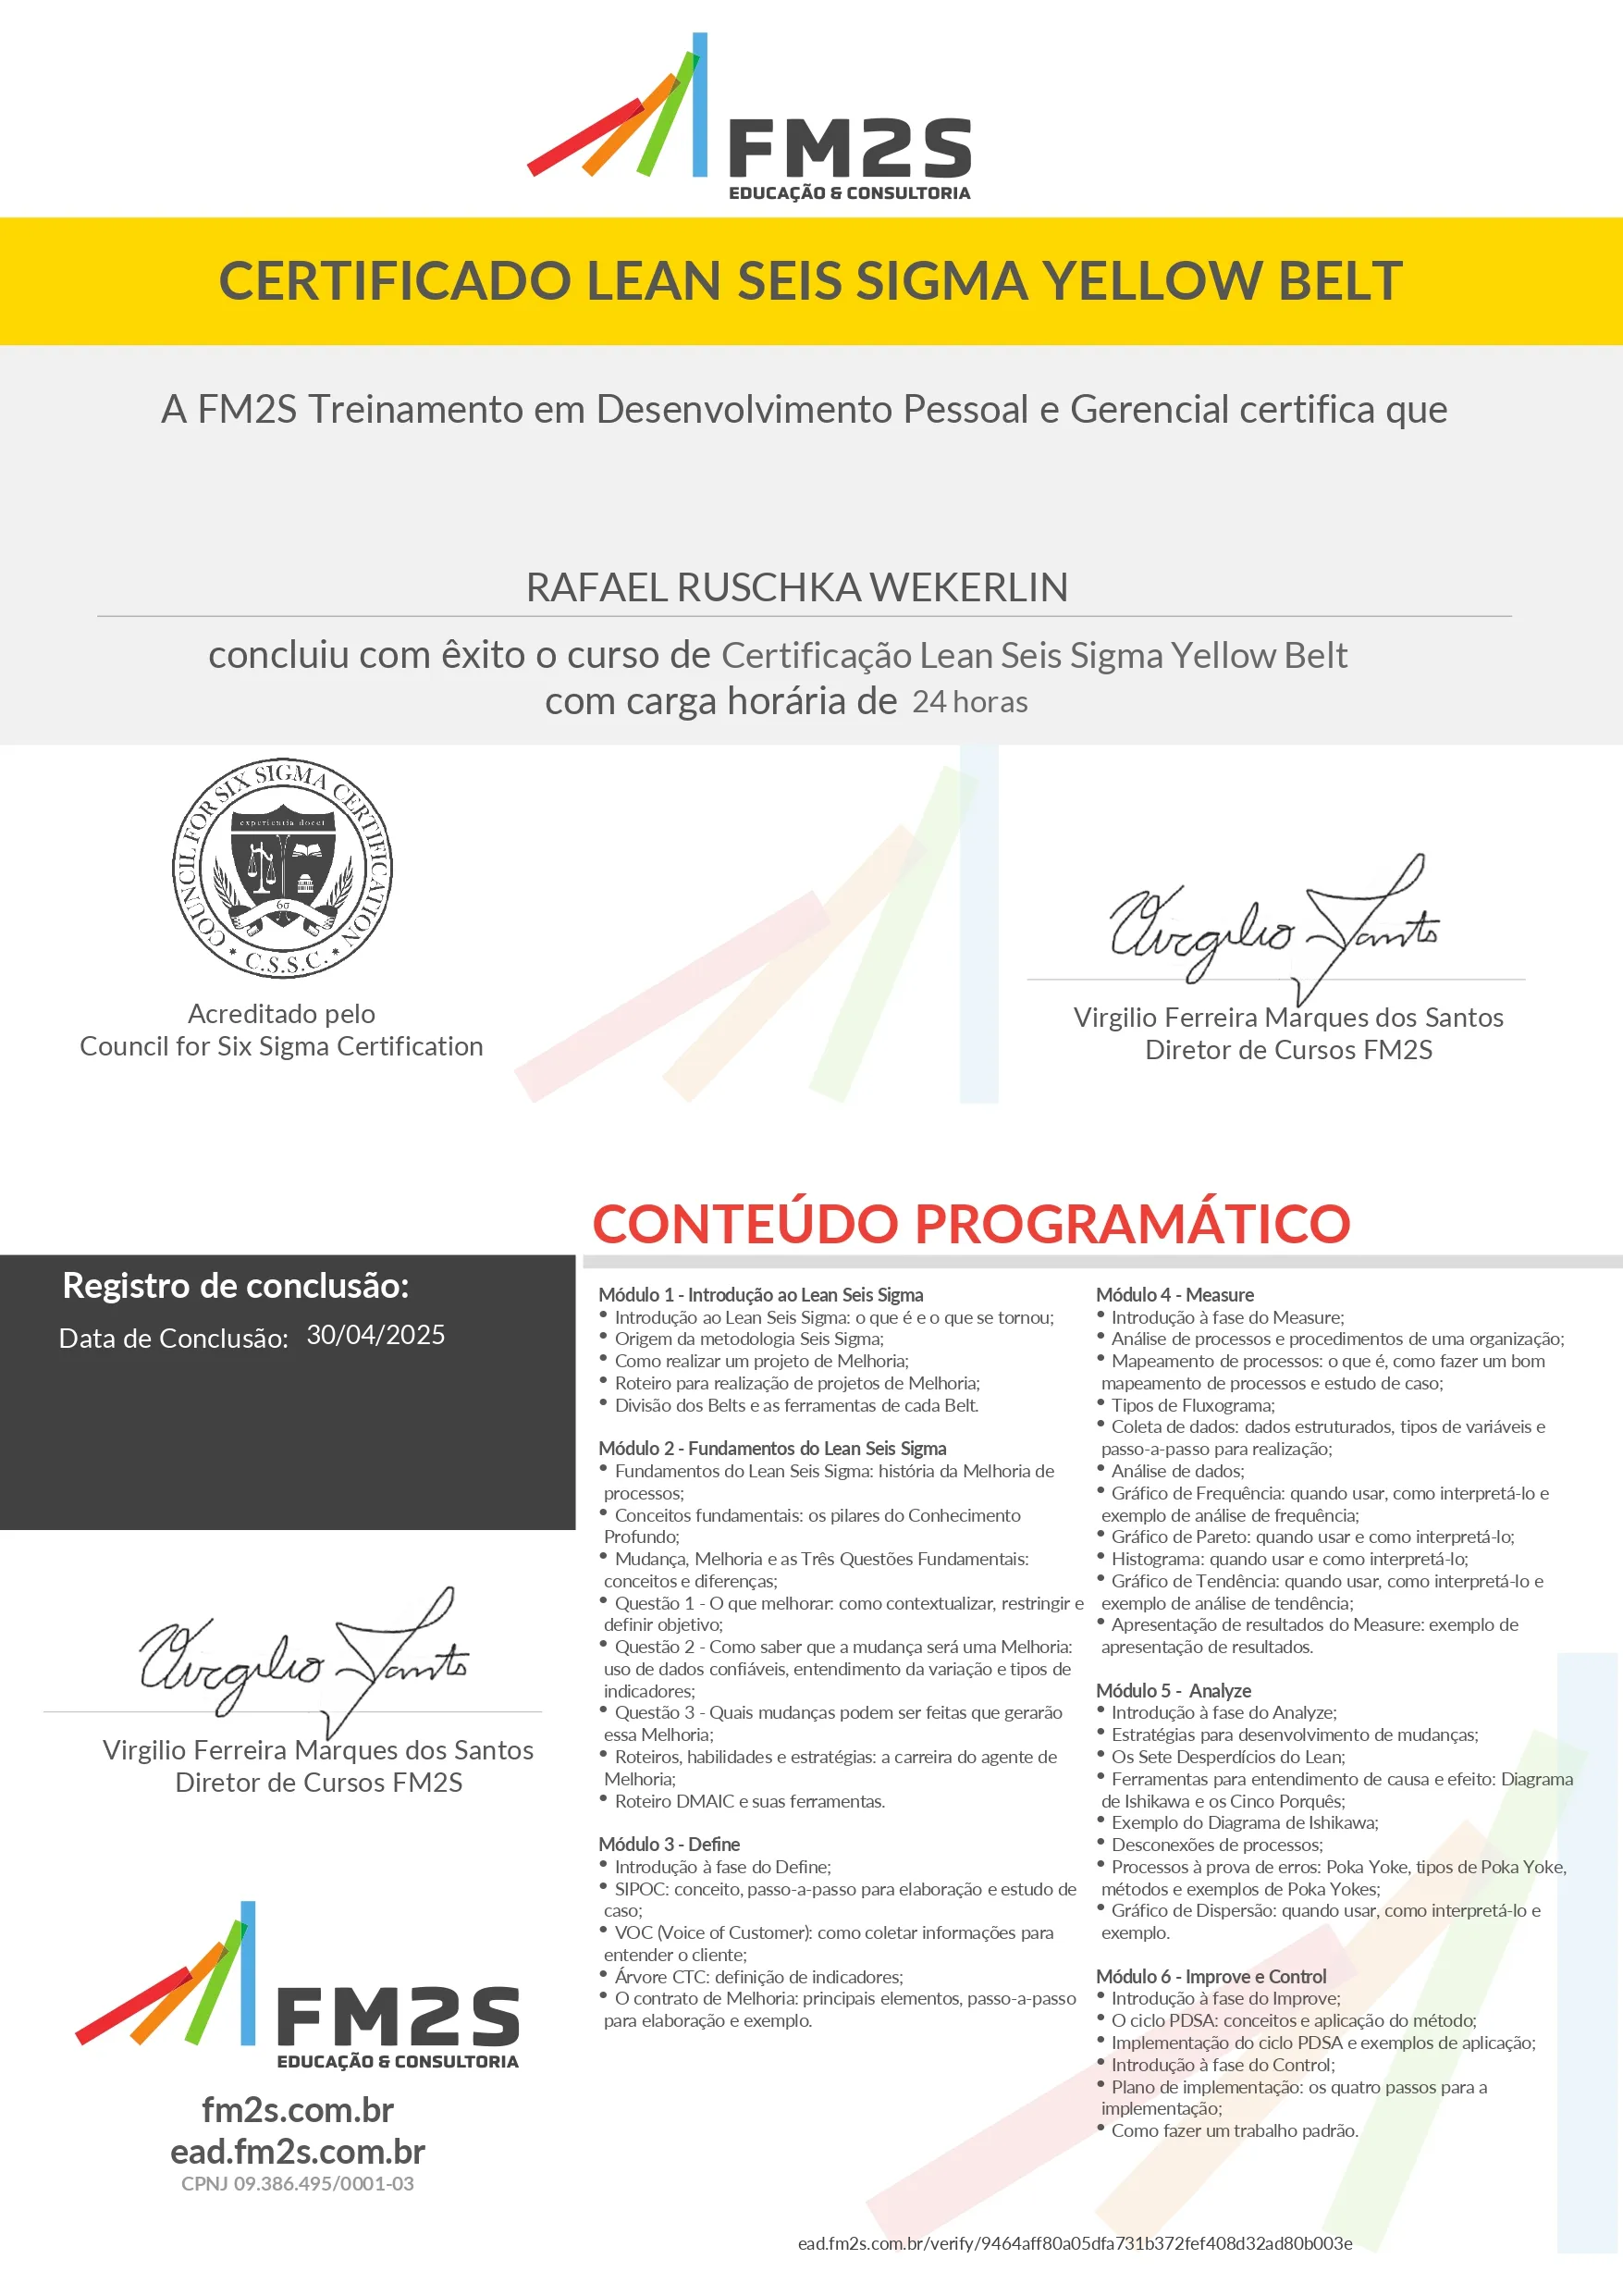 FM2S
EDUCAÇÃO & CONSULTORIA
CERTIFICADO LEAN SEIS SIGMA YELLOW BELT
A FM2S Treinamento em Desenvolvimento Pessoal e Gerencial certifica que
RAFAEL RUSCHKA WEKERLIN
concluiu com êxito o curso de Certificação Lean Seis Sigma Yellow Belt
com carga horária de 24 horas
COUNCIL FOR SIX SIGMA CERTIFICATION
experientia docet
6σ
* C.S.S.C. *
Acreditado pelo
Council for Six Sigma Certification
Virgilio Santo
Virgilio Ferreira Marques dos Santos
Diretor de Cursos FM2S
CONTEÚDO PROGRAMÁTICO
Registro de conclusão:
Data de Conclusão: 30/04/2025
Virgilio Santo
Virgilio Ferreira Marques dos Santos
Diretor de Cursos FM2S
FM2S
EDUCAÇÃO & CONSULTORIA
fm2s.com.br
ead.fm2s.com.br
CPNJ 09.386.495/0001-03
Módulo 1 - Introdução ao Lean Seis Sigma
• Introdução ao Lean Seis Sigma: o que é e o que se tornou;
• Origem da metodologia Seis Sigma;
• Como realizar um projeto de Melhoria;
• Roteiro para realização de projetos de Melhoria;
• Divisão dos Belts e as ferramentas de cada Belt.
Módulo 2 - Fundamentos do Lean Seis Sigma
• Fundamentos do Lean Seis Sigma: história da Melhoria de
processos;
• Conceitos fundamentais: os pilares do Conhecimento
Profundo;
• Mudança, Melhoria e as Três Questões Fundamentais:
conceitos e diferenças;
• Questão 1 - O que melhorar: como contextualizar, restringir e
definir objetivo;
• Questão 2 - Como saber que a mudança será uma Melhoria:
uso de dados confiáveis, entendimento da variação e tipos de
indicadores;
• Questão 3 - Quais mudanças podem ser feitas que gerarão
essa Melhoria;
• Roteiros, habilidades e estratégias: a carreira do agente de
Melhoria;
• Roteiro DMAIC e suas ferramentas.
Módulo 3 - Define
• Introdução à fase do Define;
• SIPOC: conceito, passo-a-passo para elaboração e estudo de
caso;
• VOC (Voice of Customer): como coletar informações para
entender o cliente;
• Árvore CTC: definição de indicadores;
• O contrato de Melhoria: principais elementos, passo-a-passo
para elaboração e exemplo.
Módulo 4 - Measure
• Introdução à fase do Measure;
• Análise de processos e procedimentos de uma organização;
• Mapeamento de processos: o que é, como fazer um bom
mapeamento de processos e estudo de caso;
• Tipos de Fluxograma;
• Coleta de dados: dados estruturados, tipos de variáveis e
passo-a-passo para realização;
• Análise de dados;
• Gráfico de Frequência: quando usar, como interpretá-lo e
exemplo de análise de frequência;
• Gráfico de Pareto: quando usar e como interpretá-lo;
• Histograma: quando usar e como interpretá-lo;
• Gráfico de Tendência: quando usar, como interpretá-lo e
exemplo de análise de tendência;
• Apresentação de resultados do Measure: exemplo de
apresentação de resultados.
Módulo 5 - Analyze
• Introdução à fase do Analyze;
• Estratégias para desenvolvimento de mudanças;
• Os Sete Desperdícios do Lean;
• Ferramentas para entendimento de causa e efeito: Diagrama
de Ishikawa e os Cinco Porquês;
• Exemplo do Diagrama de Ishikawa;
• Desconexões de processos;
• Processos à prova de erros: Poka Yoke, tipos de Poka Yoke,
métodos e exemplos de Poka Yokes;
• Gráfico de Dispersão: quando usar, como interpretá-lo e
exemplo.
Módulo 6 - Improve e Control
• Introdução à fase do Improve;
• O ciclo PDSA: conceitos e aplicação do método;
• Implementação do ciclo PDSA e exemplos de aplicação;
• Introdução à fase do Control;
• Plano de implementação: os quatro passos para a
implementação;
• Como fazer um trabalho padrão.
ead.fm2s.com.br/verify/9464aff80a05dfa731b372fef408d32ad80b003e